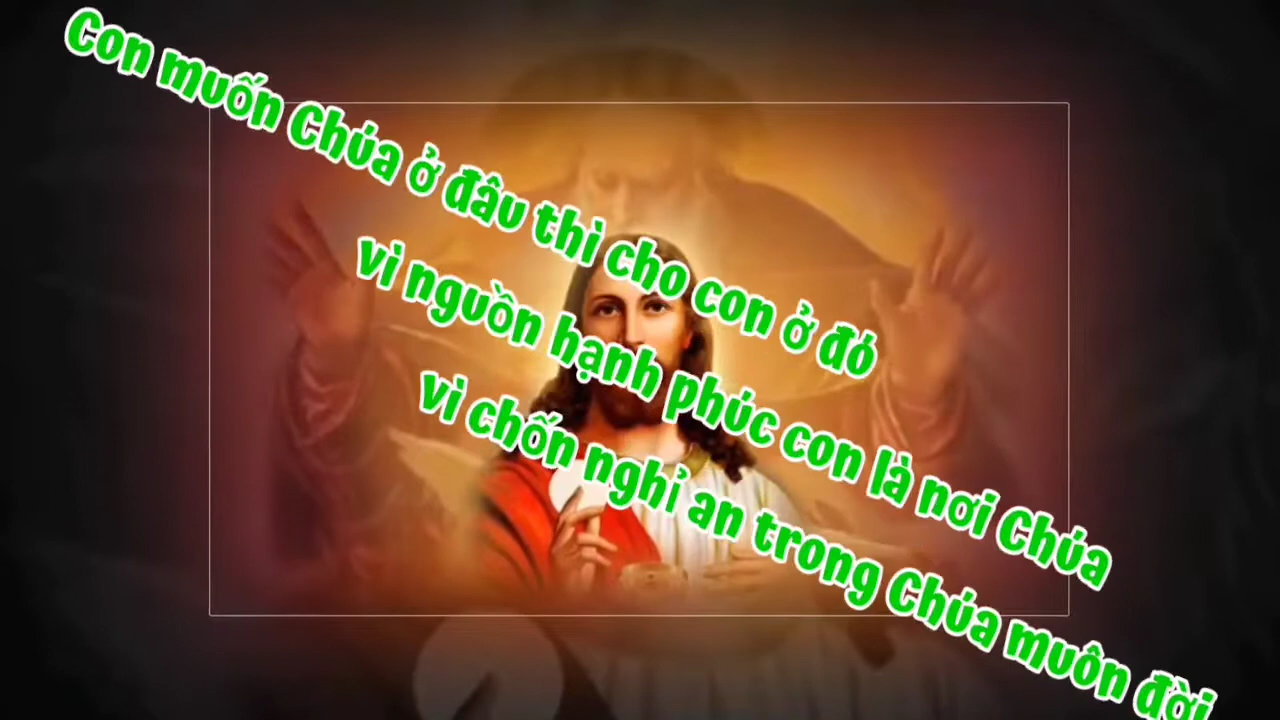 Con muốn Chúa ở đâu thì cho con ở đó
vì nguồn hạnh phúc con là nơi Chúa
vì chốn nghỉ an trong Chúa muôn đời